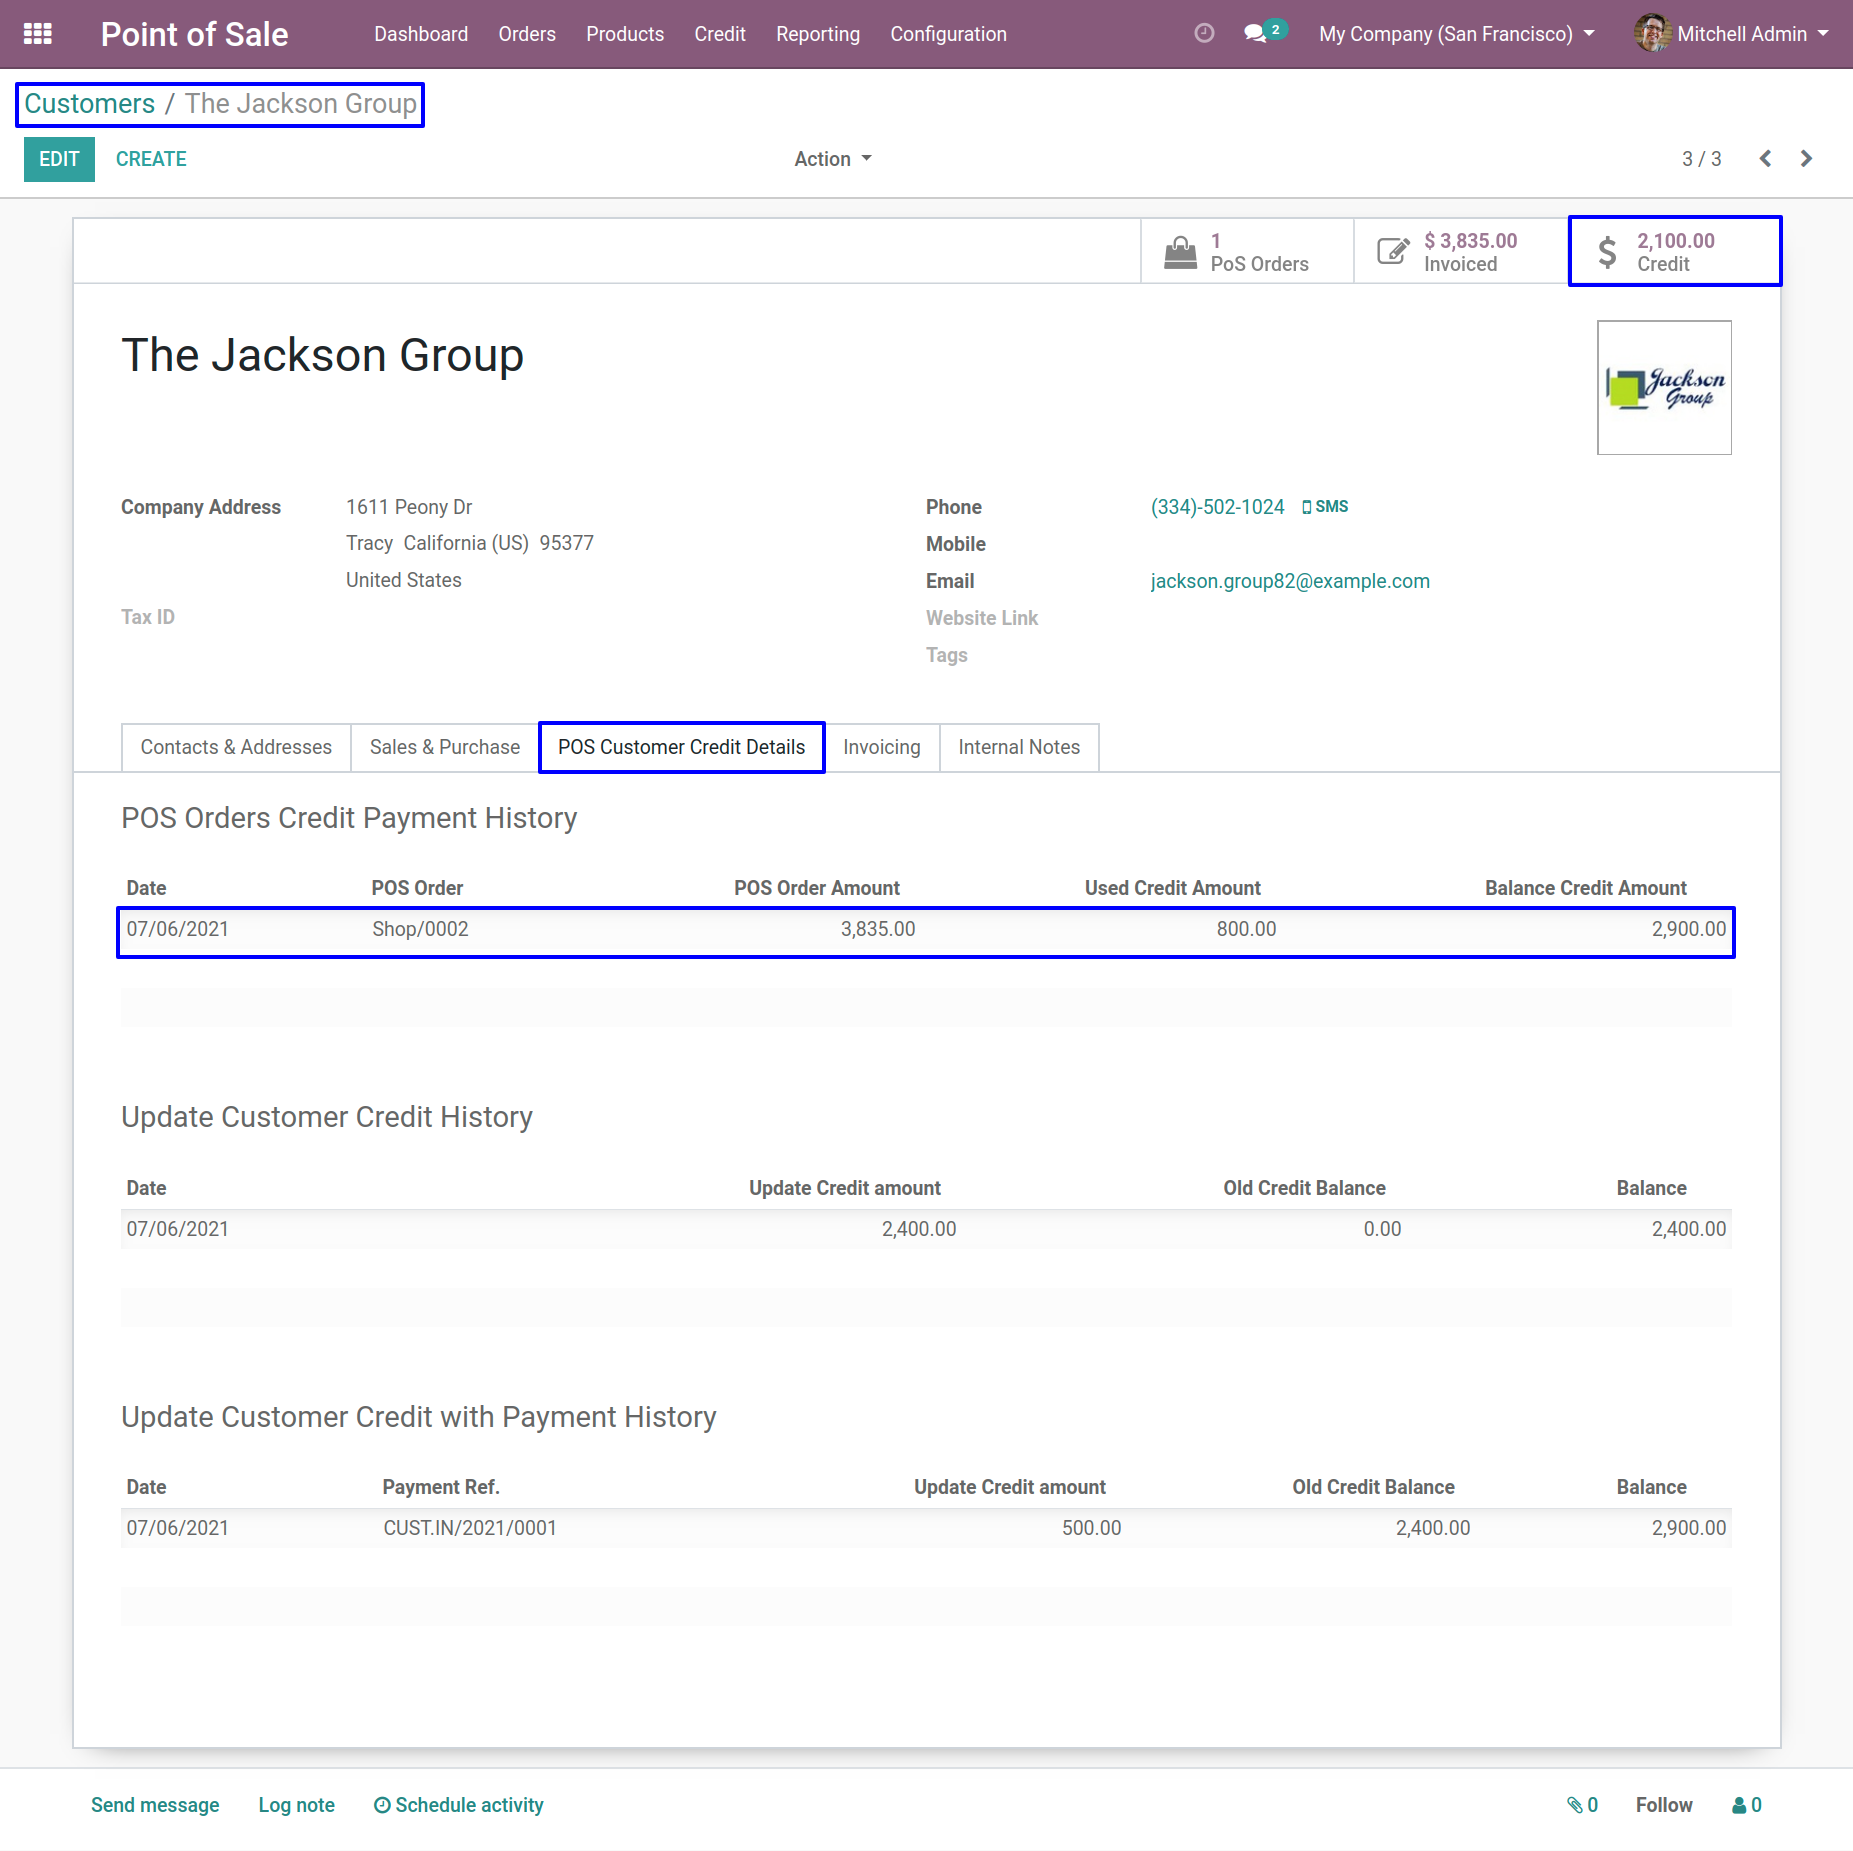 Point of Sale Dashboard Orders Products Credit Reporting Configuration 2 My Company (San Francisco) Mitchell Admin
Customers / The Jackson Group
EDIT CREATE Action 3 / 3
1 $ 3,835.00 2,100.00
PoS Orders Invoiced Credit
The Jackson Group
Jackson
Group
Company Address 1611 Peony Dr Phone (334)-502-1024 SMS
Tracy California (US) 95377 Mobile
United States Email jackson.group82@example.com
Tax ID Website Link
Tags
Contacts & Addresses Sales & Purchase POS Customer Credit Details Invoicing Internal Notes
POS Orders Credit Payment History
Date POS Order POS Order Amount Used Credit Amount Balance Credit Amount
07/06/2021 Shop/0002 3,835.00 800.00 2,900.00
Update Customer Credit History
Date Update Credit amount Old Credit Balance Balance
07/06/2021 2,400.00 0.00 2,400.00
Update Customer Credit with Payment History
Date Payment Ref. Update Credit amount Old Credit Balance Balance
07/06/2021 CUST.IN/2021/0001 500.00 2,400.00 2,900.00
Send message Log note Schedule activity 0 Follow 0